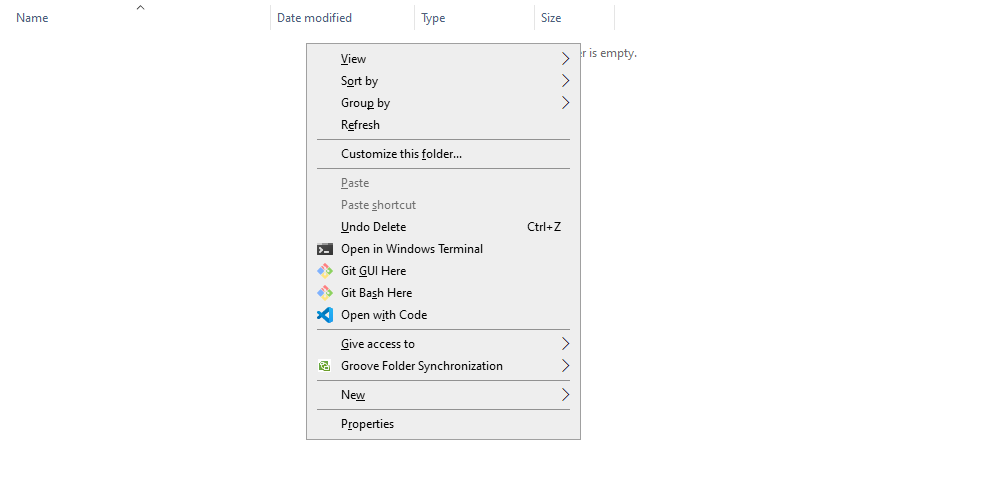 Name
Date modified
Type
Size
er is empty.
View
Sort by
Group by
Refresh
Customize this folder...
Paste
Paste shortcut
Undo Delete Ctrl+Z
Open in Windows Terminal
Git GUI Here
Git Bash Here
Open with Code
Give access to
Groove Folder Synchronization
New
Properties